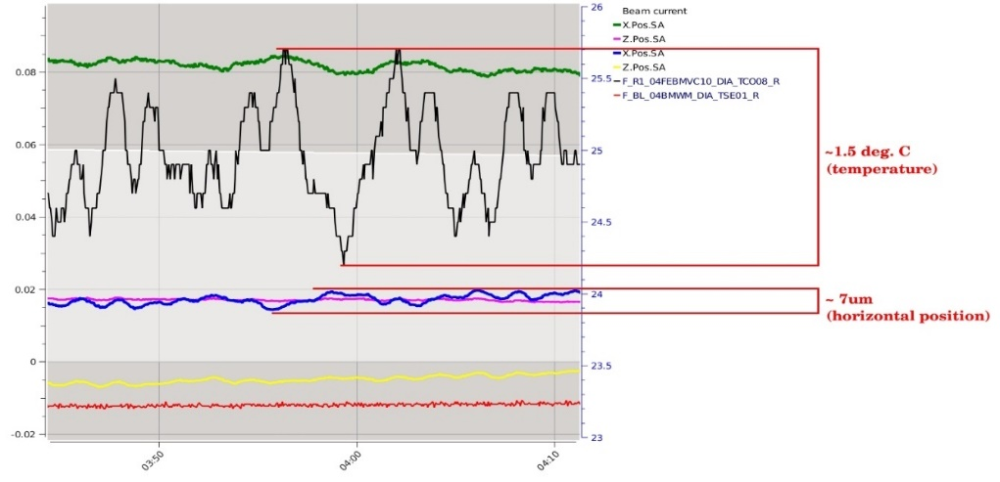 Beam current
X.Pos.SA
Z.Pos.SA
X.Pos.SA
Z.Pos.SA
F_R1_04FEBMVC10_DIA_TCO08_R
F_BL_04BMWM_DIA_TSE01_R
0.08
0.06
0.04
0.02
0
-0.02
26
25.5
25
24.5
24
23.5
23
~1.5 deg. C
(temperature)
~ 7um
(horizontal position)
03:50
04:00
04:10